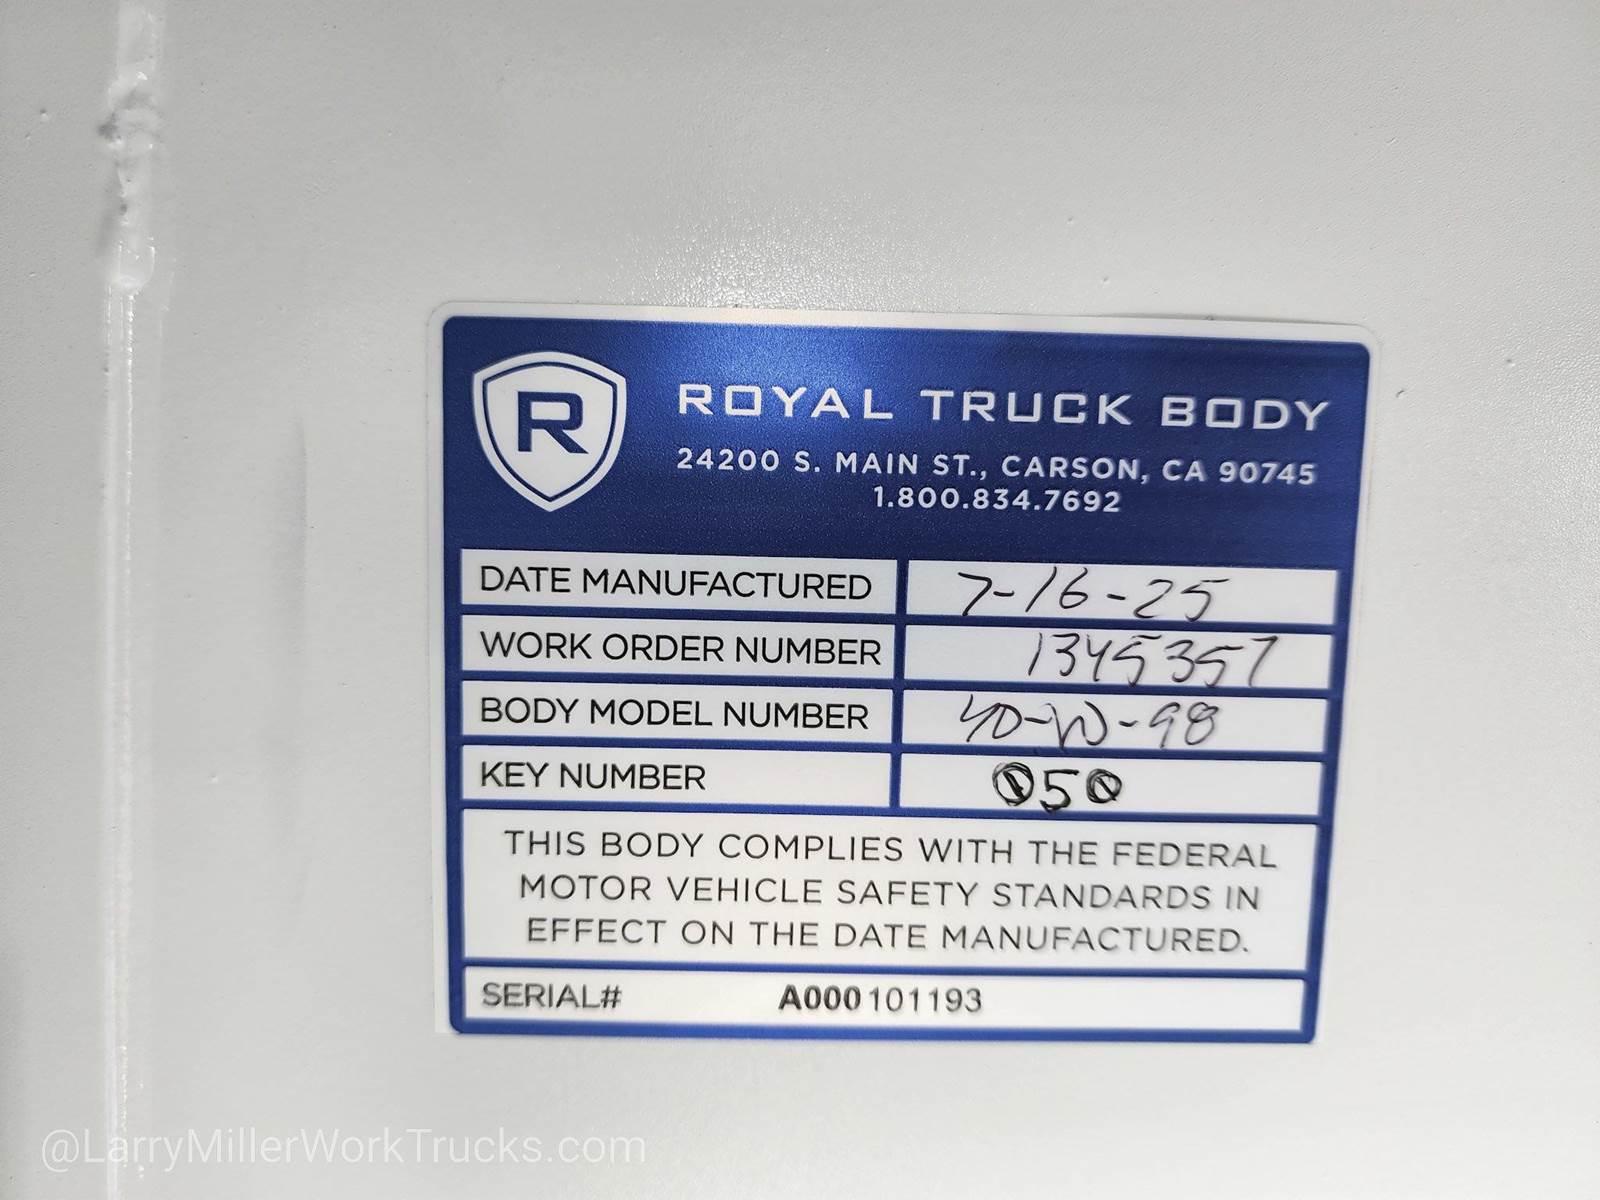 R
ROYAL TRUCK BODY
24200 S. MAIN ST., CARSON, CA 90745
1.800.834.7692
DATE MANUFACTURED 7-16-25
WORK ORDER NUMBER 1345357
BODY MODEL NUMBER 40-W-98
KEY NUMBER 050
THIS BODY COMPLIES WITH THE FEDERAL
MOTOR VEHICLE SAFETY STANDARDS IN
EFFECT ON THE DATE MANUFACTURED.
SERIAL# A000101193
@LarryMillerWorkTrucks.com